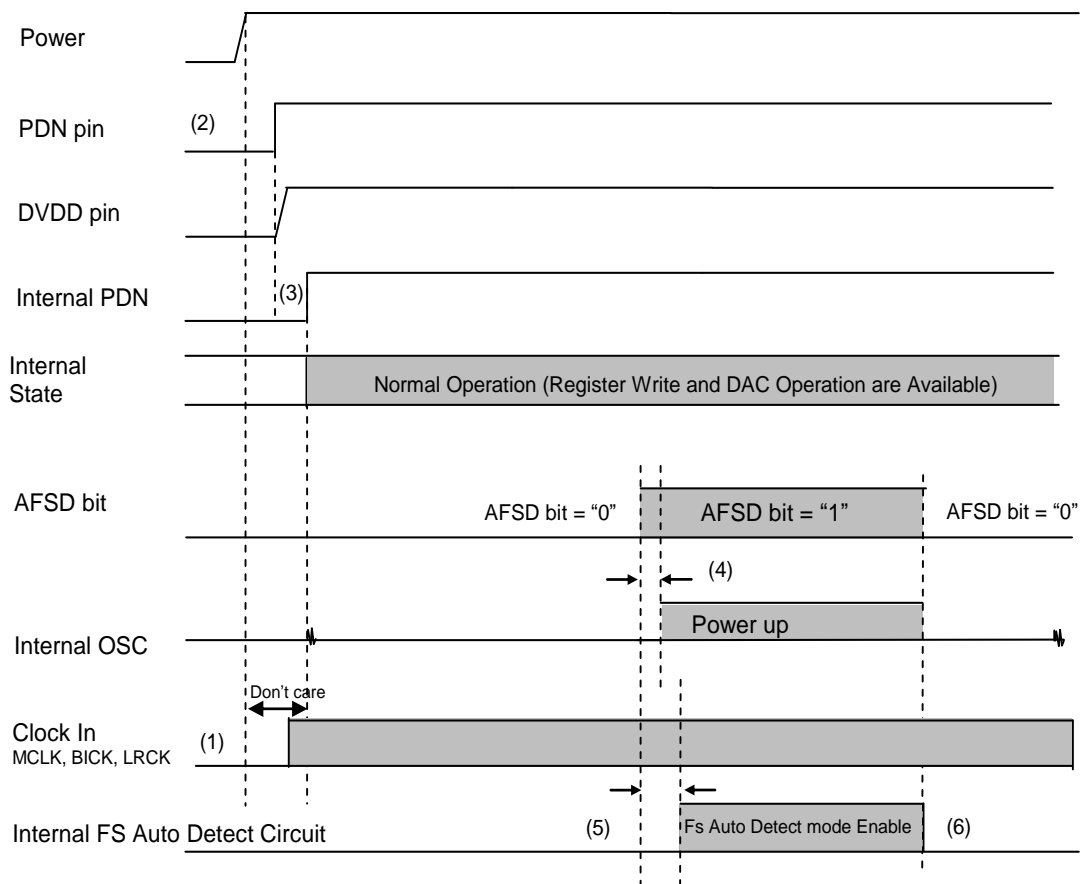 Power
PDN pin
(2)
DVDD pin
Internal PDN
(3)
Internal
State
Normal Operation (Register Write and DAC Operation are Available)
AFSD bit
AFSD bit = “0”
AFSD bit = “1”
AFSD bit = “0”
(4)
Internal OSC
Power up
Don’t care
Clock In
MCLK, BICK, LRCK
(1)
Internal FS Auto Detect Circuit
(5)
Fs Auto Detect mode Enable
(6)